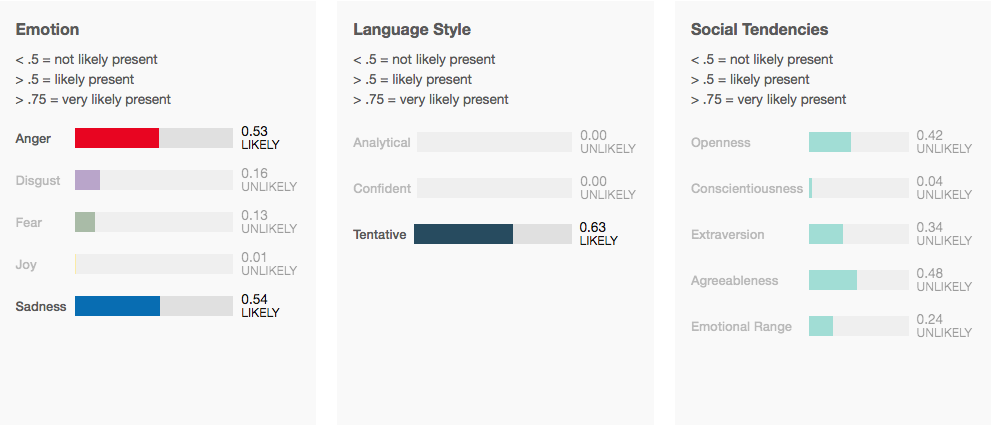 Emotion
< .5 = not likely present
> .5 = likely present
> .75 = very likely present
Anger 0.53
LIKELY
Disgust 0.16
UNLIKELY
Fear 0.13
UNLIKELY
Joy 0.01
UNLIKELY
Sadness 0.54
LIKELY
Language Style
< .5 = not likely present
> .5 = likely present
> .75 = very likely present
Analytical 0.00
UNLIKELY
Confident 0.00
UNLIKELY
Tentative 0.63
LIKELY
Social Tendencies
< .5 = not likely present
> .5 = likely present
> .75 = very likely present
Openness 0.42
UNLIKELY
Conscientiousness 0.04
UNLIKELY
Extraversion 0.34
UNLIKELY
Agreeableness 0.48
UNLIKELY
Emotional Range 0.24
UNLIKELY